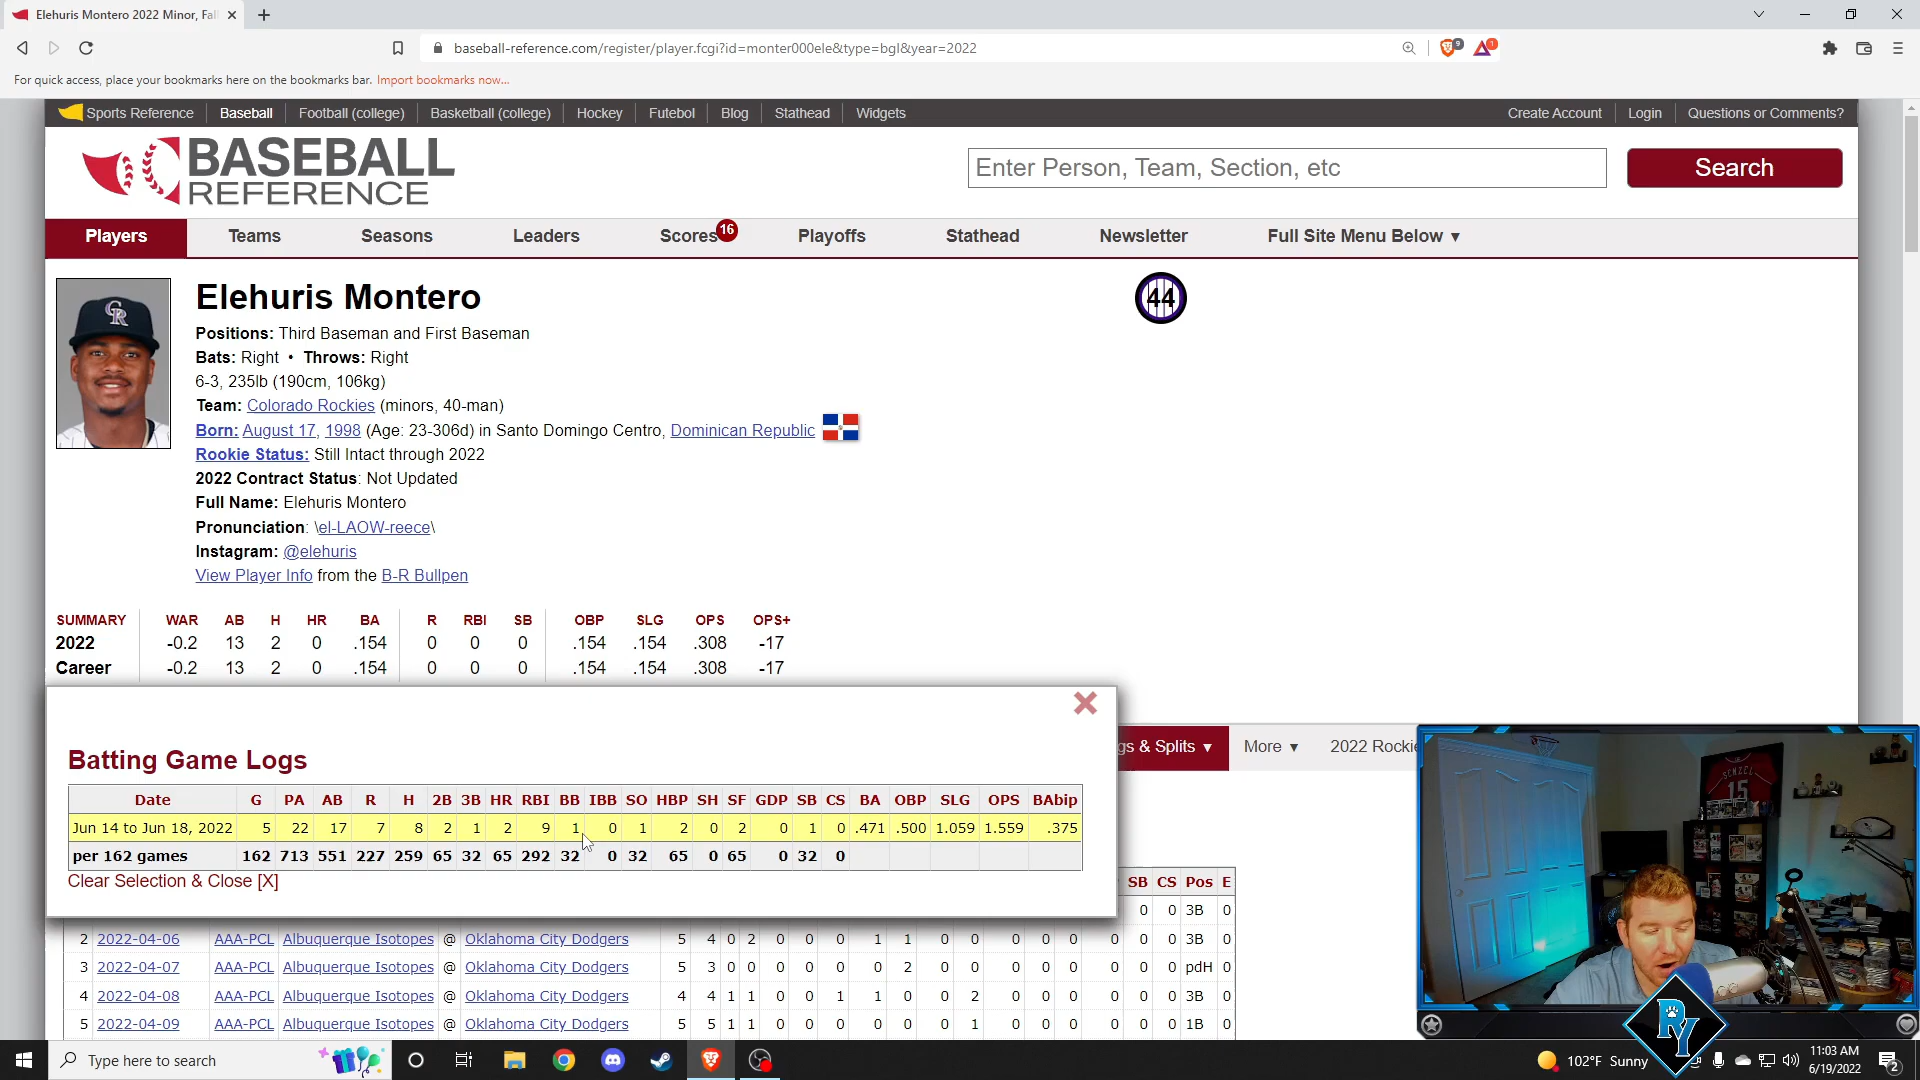 Elehuris Montero 2022 Minor, Fal
baseball-reference.com/register/player.fcgi?id=monter000ele&type=bgl&year=2022
9
1
For quick access, place your bookmarks here on the bookmarks bar. Import bookmarks now...
Sports Reference Baseball Football (college) Basketball (college) Hockey Futebol Blog Stathead Widgets Create Account Login Questions or Comments?
BASEBALL
REFERENCE
Enter Person, Team, Section, etc
Search
Players Teams Seasons Leaders Scores 16 Playoffs Stathead Newsletter Full Site Menu Below ▼
Elehuris Montero
44
Positions: Third Baseman and First Baseman
Bats: Right • Throws: Right
6-3, 235lb (190cm, 106kg)
Team: Colorado Rockies (minors, 40-man)
Born: August 17, 1998 (Age: 23-306d) in Santo Domingo Centro, Dominican Republic
Rookie Status: Still Intact through 2022
2022 Contract Status: Not Updated
Full Name: Elehuris Montero
Pronunciation: \el-LAOW-reece\
Instagram: @elehuris
View Player Info from the B-R Bullpen
CR
SUMMARY WAR AB H HR BA R RBI SB OBP SLG OPS OPS+
2022 -0.2 13 2 0 .154 0 0 0 .154 .154 .308 -17
Career -0.2 13 2 0 .154 0 0 0 .154 .154 .308 -17
gs & Splits ▼ More ▼ 2022 Rockie
Batting Game Logs
Date G PA AB R H 2B 3B HR RBI BB IBB SO HBP SH SF GDP SB CS BA OBP SLG OPS BAbip
Jun 14 to Jun 18, 2022 5 22 17 7 8 2 1 2 9 1 0 1 2 0 2 0 1 0 .471 .500 1.059 1.559 .375
per 162 games 162 713 551 227 259 65 32 65 292 32 0 32 65 0 65 0 32 0
Clear Selection & Close [X]
SB CS Pos E
0 0 3B 0
2 2022-04-06 AAA-PCL Albuquerque Isotopes @ Oklahoma City Dodgers 5 4 0 2 0 0 0 1 1 0 0 0 0 0 0 0 3B 0
3 2022-04-07 AAA-PCL Albuquerque Isotopes @ Oklahoma City Dodgers 5 3 0 0 0 0 0 0 2 0 0 0 0 0 0 0 pdH 0
4 2022-04-08 AAA-PCL Albuquerque Isotopes @ Oklahoma City Dodgers 4 4 1 1 0 0 1 1 0 0 2 0 0 0 0 0 3B 0
5 2022-04-09 AAA-PCL Albuquerque Isotopes @ Oklahoma City Dodgers 5 5 1 1 0 0 0 0 0 0 1 0 0 0 0 0 1B 0
SENZEL
15
RY
Type here to search
102°F Sunny
11:03 AM
6/19/2022
2